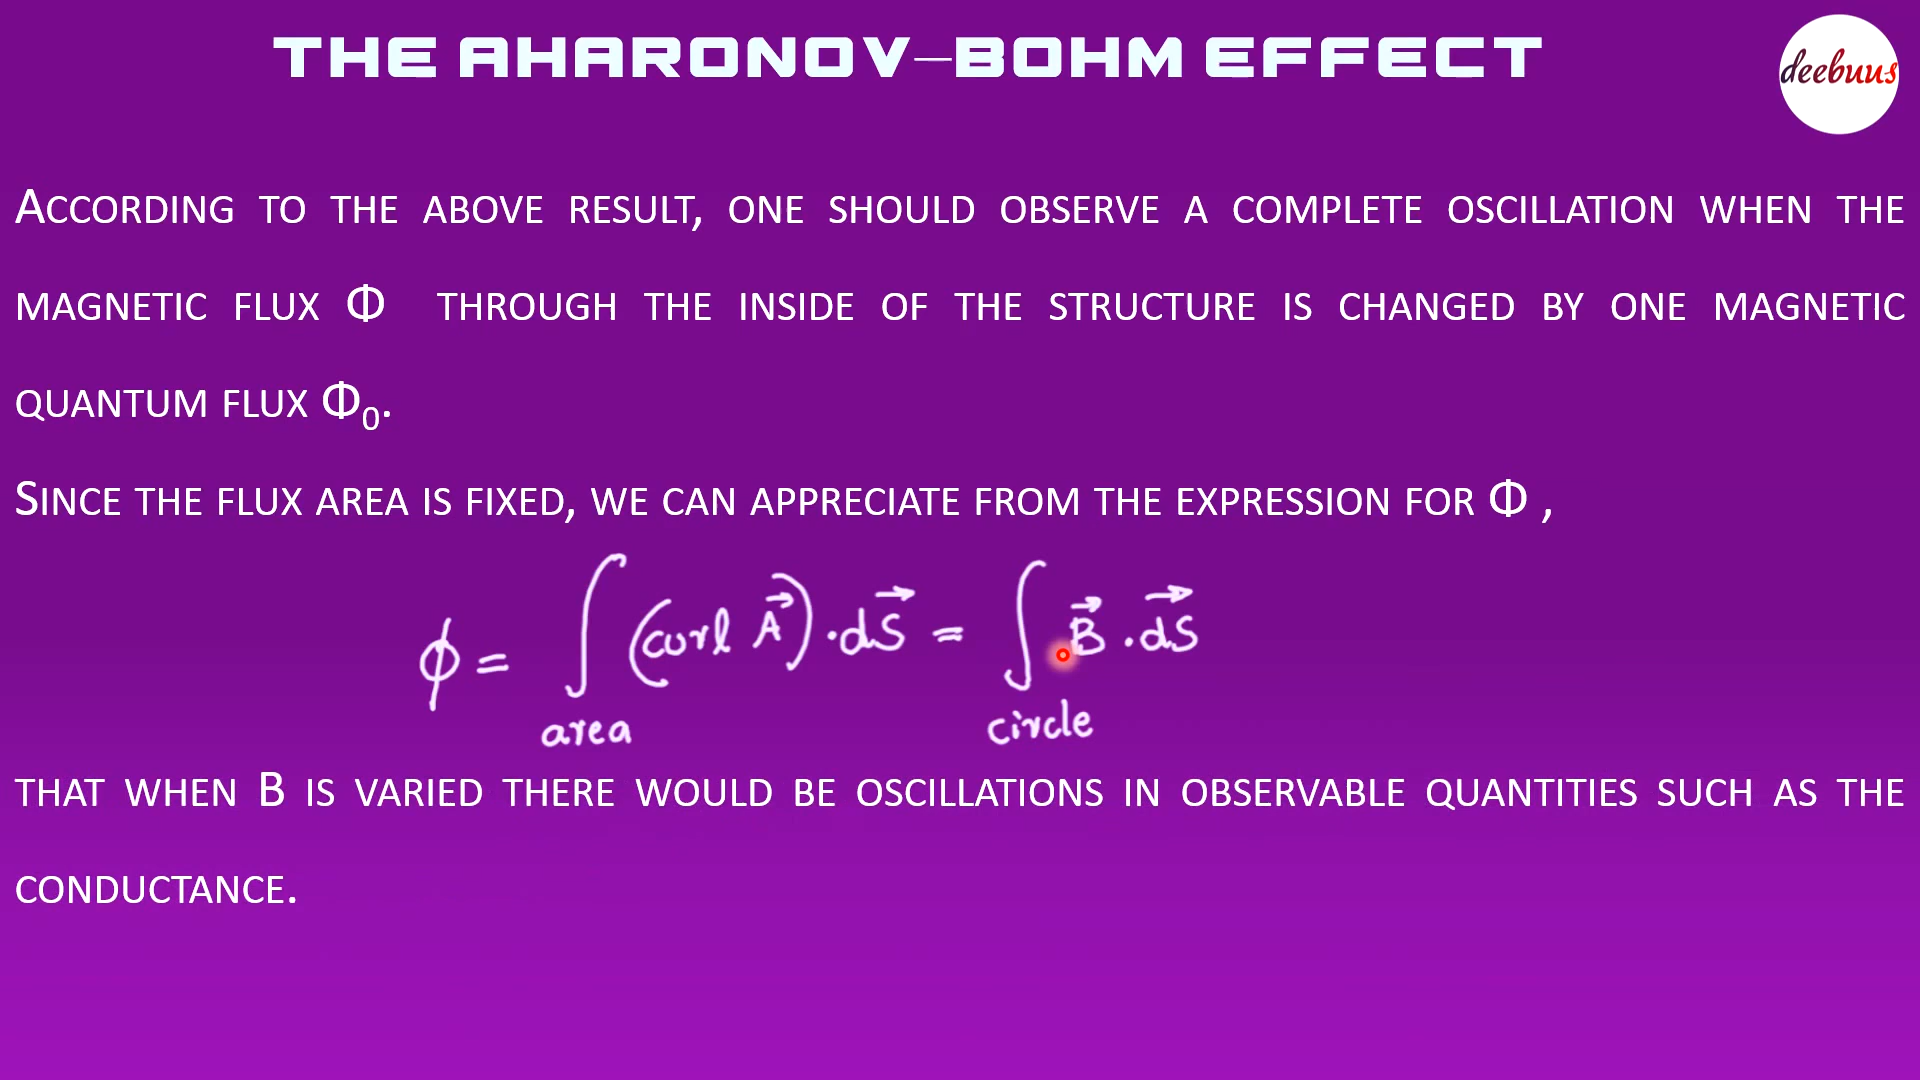 THE AHARONOV–BOHM EFFECT
deebuus
ACCORDING TO THE ABOVE RESULT, ONE SHOULD OBSERVE A COMPLETE OSCILLATION WHEN THE
MAGNETIC FLUX Φ THROUGH THE INSIDE OF THE STRUCTURE IS CHANGED BY ONE MAGNETIC
QUANTUM FLUX Φ₀.
SINCE THE FLUX AREA IS FIXED, WE CAN APPRECIATE FROM THE EXPRESSION FOR Φ ,
ϕ = ∫ (curl A⃗) · dS⃗ = ∫ B⃗ · dS⃗
area circle
THAT WHEN B IS VARIED THERE WOULD BE OSCILLATIONS IN OBSERVABLE QUANTITIES SUCH AS THE
CONDUCTANCE.